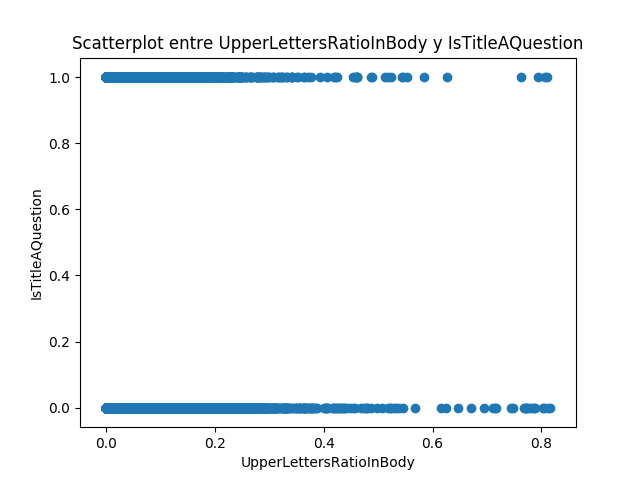 Scatterplot entre UpperLettersRatioInBody y IsTitleAQuestion
1.0
0.8
0.6
0.4
0.2
0.0
IsTitleAQuestion
0.0 0.2 0.4 0.6 0.8
UpperLettersRatioInBody